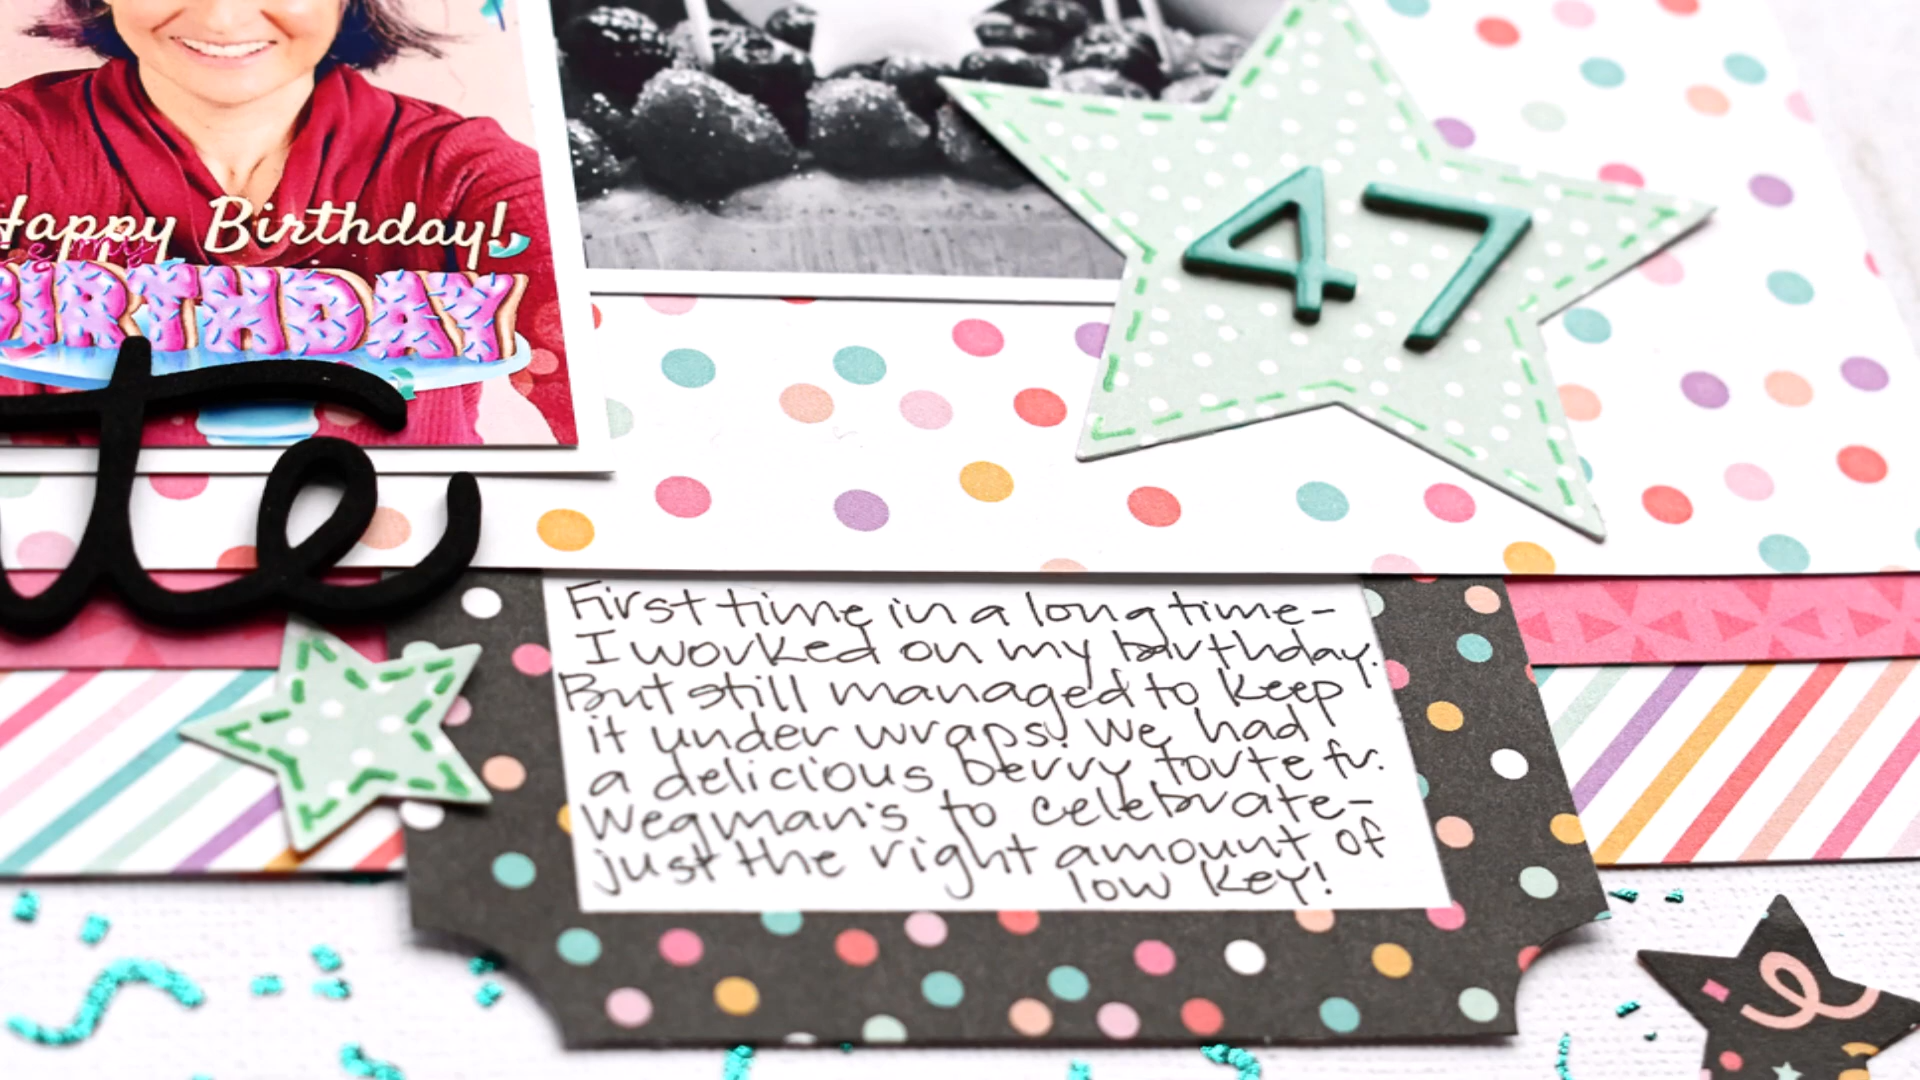 Happy Birthday!
BIRTHDAY
te
47
First time in a long time-
I worked on my birthday.
But still managed to keep
it under wraps! We had
a delicious berry torte fr.
Wegman's to celebrate-
just the right amount of
low key!